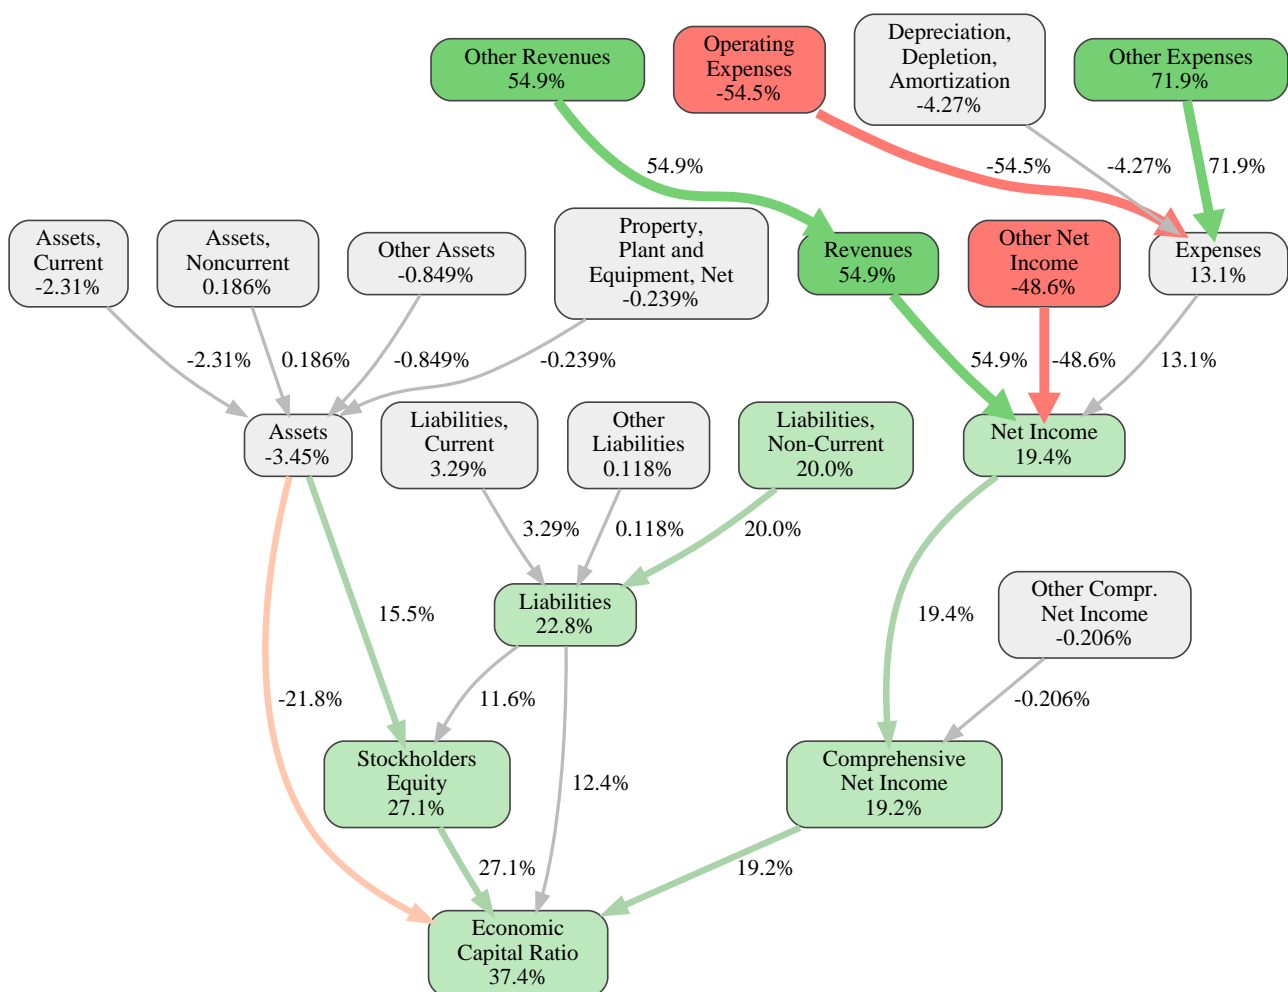 Other Revenues
54.9%
Operating
Expenses
-54.5%
Depreciation,
Depletion,
Amortization
-4.27%
Other Expenses
71.9%
54.9%
-54.5%
-4.27%
71.9%
Assets,
Current
-2.31%
Assets,
Noncurrent
0.186%
Other Assets
-0.849%
Property,
Plant and
Equipment, Net
-0.239%
Revenues
54.9%
Other Net
Income
-48.6%
Expenses
13.1%
-2.31%
0.186%
-0.849%
-0.239%
54.9%
-48.6%
13.1%
Assets
-3.45%
Liabilities,
Current
3.29%
Other
Liabilities
0.118%
Liabilities,
Non-Current
20.0%
Net Income
19.4%
3.29%
0.118%
20.0%
15.5%
Liabilities
22.8%
19.4%
Other Compr.
Net Income
-0.206%
-21.8%
11.6%
-0.206%
Stockholders
Equity
27.1%
12.4%
Comprehensive
Net Income
19.2%
27.1%
19.2%
Economic
Capital Ratio
37.4%